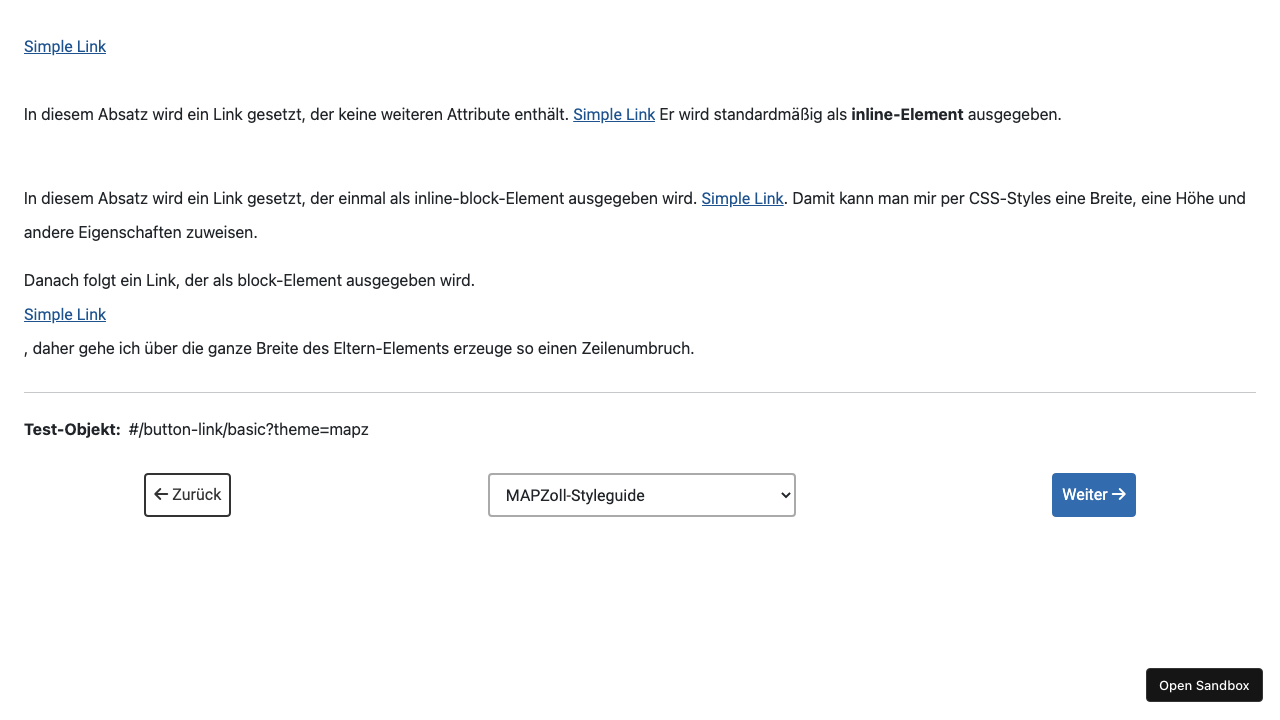 Simple Link
In diesem Absatz wird ein Link gesetzt, der keine weiteren Attribute enthält. Simple Link Er wird standardmäßig als inline-Element ausgegeben.
In diesem Absatz wird ein Link gesetzt, der einmal als inline-block-Element ausgegeben wird. Simple Link. Damit kann man mir per CSS-Styles eine Breite, eine Höhe und
andere Eigenschaften zuweisen.
Danach folgt ein Link, der als block-Element ausgegeben wird.
Simple Link
, daher gehe ich über die ganze Breite des Eltern-Elements erzeuge so einen Zeilenumbruch.
Test-Objekt: #/button-link/basic?theme=mapz
← Zurück MAPZoll-Styleguide Weiter →
Open Sandbox